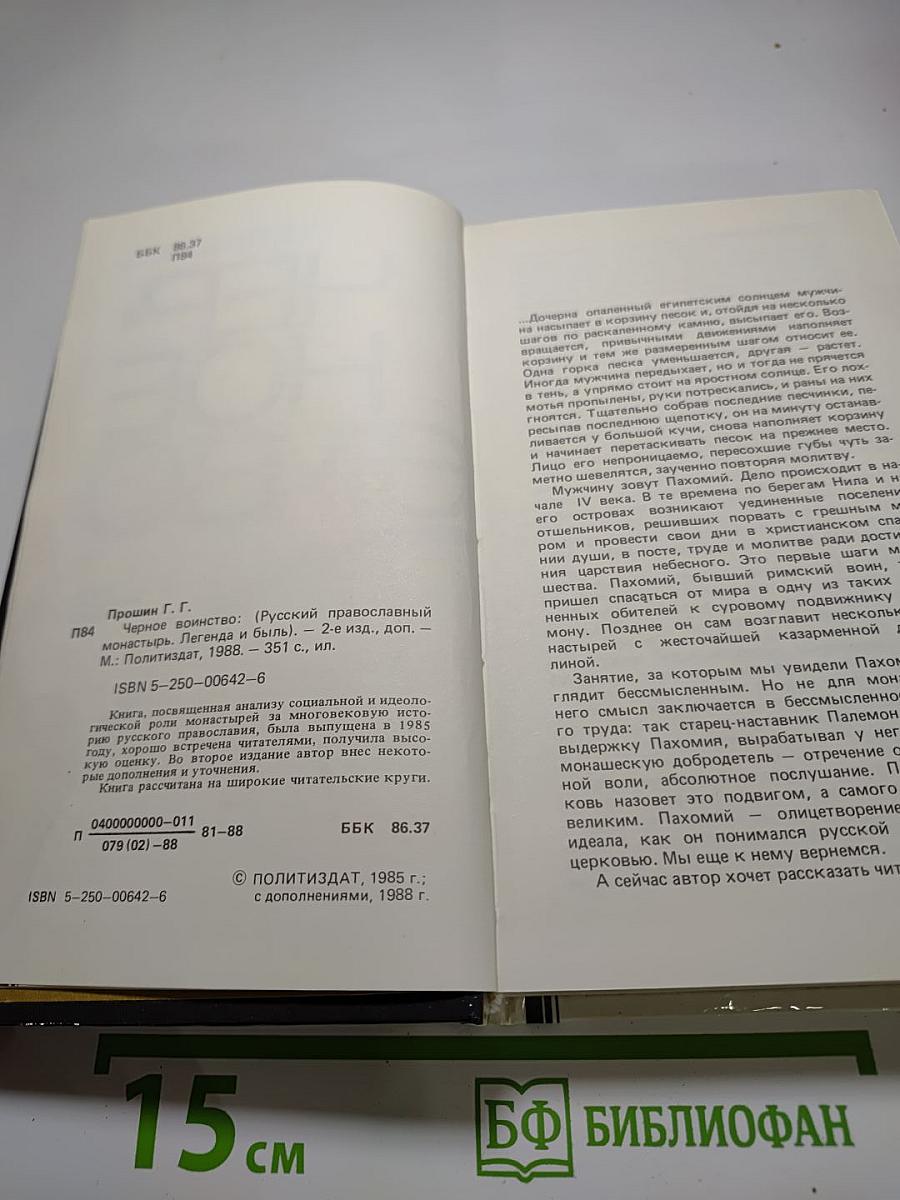 ББК 86.37
П84
Прошин Г. Г.
П84 Черное воинство: (Русский православный
монастырь. Легенда и быль). — 2-е изд., доп. —
М.: Политиздат, 1988. — 351 с., ил.
ISBN 5–250–00642–6
Книга, посвященная анализу социальной и идеоло-
гической роли монастырей за многовековую исто-
рию русского православия, была выпущена в 1985
году, хорошо встречена читателями, получила высо-
кую оценку. Во второе издание автор внес некото-
рые дополнения и уточнения.
Книга рассчитана на широкие читательские круги.
П 0400000000–011 81–88
079 (02) –88
ББК 86.37
© ПОЛИТИЗДАТ, 1985 г.;
с дополнениями, 1988 г.
ISBN 5–250–00642–6
...Дочерна опаленный египетским солнцем мужчи-
на насыпает в корзину песок и, отойдя на несколько
шагов по раскаленному камню, высыпает его. Воз-
вращается, привычными движениями наполняет
корзину и тем же размеренным шагом относит ее.
Одна горка песка уменьшается, другая — растет.
Иногда мужчина передыхает, но и тогда не прячется
в тень, а упрямо стоит на яростном солнце. Его лох-
мотья пропылены, руки потрескались, и раны на них
гноятся. Тщательно собрав последние песчинки, пе-
ресыпав последнюю щепотку, он на минуту останав-
ливается у большой кучи, снова наполняет корзину
и начинает перетаскивать песок на прежнее место.
Лицо его непроницаемо, пересохшие губы чуть за-
метно шевелятся, заученно повторяя молитву.
Мужчину зовут Пахомий. Дело происходит в на-
чале IV века. В те времена по берегам Нила и н
его островах возникают уединенные поселени
отшельников, решивших порвать с грешным м
ром и провести свои дни в христианском спа
нии души, в посте, труде и молитве ради дости
ния царствия небесного. Это первые шаги м
шества. Пахомий, бывший римский воин,
пришел спасаться от мира в одну из таких
ненных обителей к суровому подвижнику
мону. Позднее он сам возглавит нескольк
настырей с жесточайшей казарменной д
линой.
Занятие, за которым мы увидели Пахом
глядит бессмысленным. Но не для мона
него смысл заключается в бессмысленнос
го труда: так старец-наставник Палемон
выдержку Пахомия, вырабатывал у нег
монашескую добродетель — отречение о
ной воли, абсолютное послушание. П
ковь назовет это подвигом, а самого
великим. Пахомий — олицетворение
идеала, как он понимался русской
церковью. Мы еще к нему вернемся.
А сейчас автор хочет рассказать чит
15 см
БФ БИБЛИОФАН